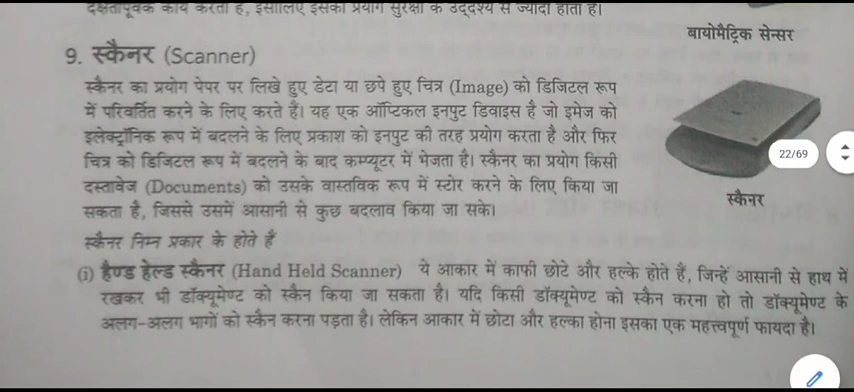 दक्षतापूर्वक कार्य करता है, इसीलिए इसका प्रयोग सुरक्षा के उद्देश्य से ज्यादा होता है।
बायोमैट्रिक सेन्सर
9. स्कैनर (Scanner)
स्कैनर का प्रयोग पेपर पर लिखे हुए डेटा या छपे हुए चित्र (Image) को डिजिटल रूप
में परिवर्तित करने के लिए करते हैं। यह एक ऑप्टिकल इनपुट डिवाइस है जो इमेज को
इलेक्ट्रॉनिक रूप में बदलने के लिए प्रकाश को इनपुट की तरह प्रयोग करता है और फिर
चित्र को डिजिटल रूप में बदलने के बाद कम्प्यूटर में भेजता है। स्कैनर का प्रयोग किसी
दस्तावेज (Documents) को उसके वास्तविक रूप में स्टोर करने के लिए किया जा
सकता है, जिससे उसमें आसानी से कुछ बदलाव किया जा सके।
22/69
स्कैनर
स्कैनर निम्न प्रकार के होते हैं
(i) हैण्ड हेल्ड स्कैनर (Hand Held Scanner) ये आकार में काफी छोटे और हल्के होते हैं, जिन्हें आसानी से हाथ में
रखकर भी डॉक्यूमेण्ट को स्कैन किया जा सकता है। यदि किसी डॉक्यूमेण्ट को स्कैन करना हो तो डॉक्यूमेण्ट के
अलग-अलग भागों को स्कैन करना पड़ता है। लेकिन आकार में छोटा और हल्का होना इसका एक महत्त्वपूर्ण फायदा है।